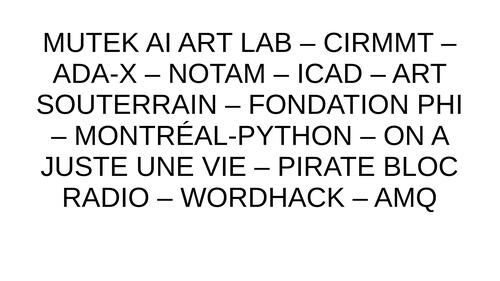 MUTEK AI ART LAB – CIRMMT –
ADA-X – NOTAM – ICAD – ART
SOUTERRAIN – FONDATION PHI
– MONTRÉAL-PYTHON – ON A
JUSTE UNE VIE – PIRATE BLOC
RADIO – WORDHACK – AMQ